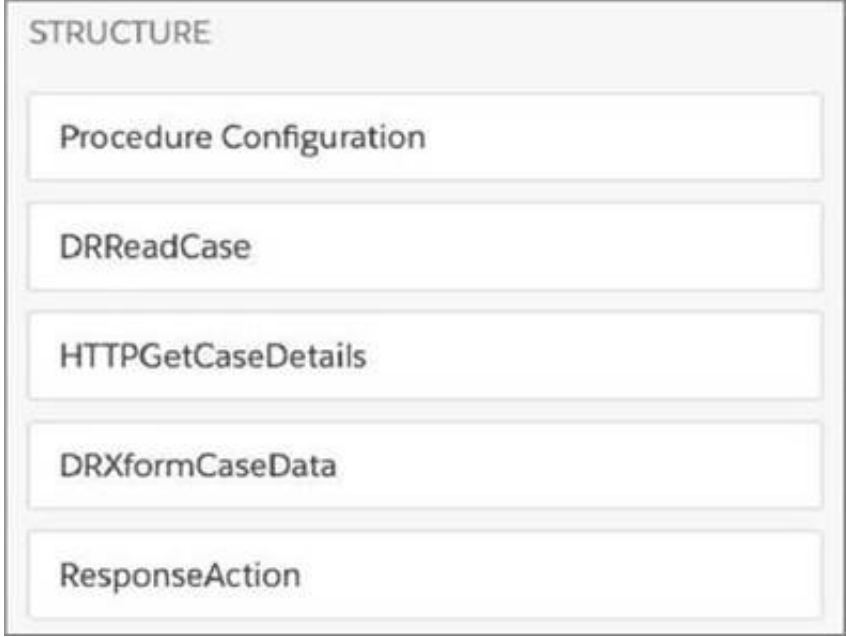 STRUCTURE
Procedure Configuration
DRReadCase
HTTPGetCaseDetails
DRXformCaseData
ResponseAction